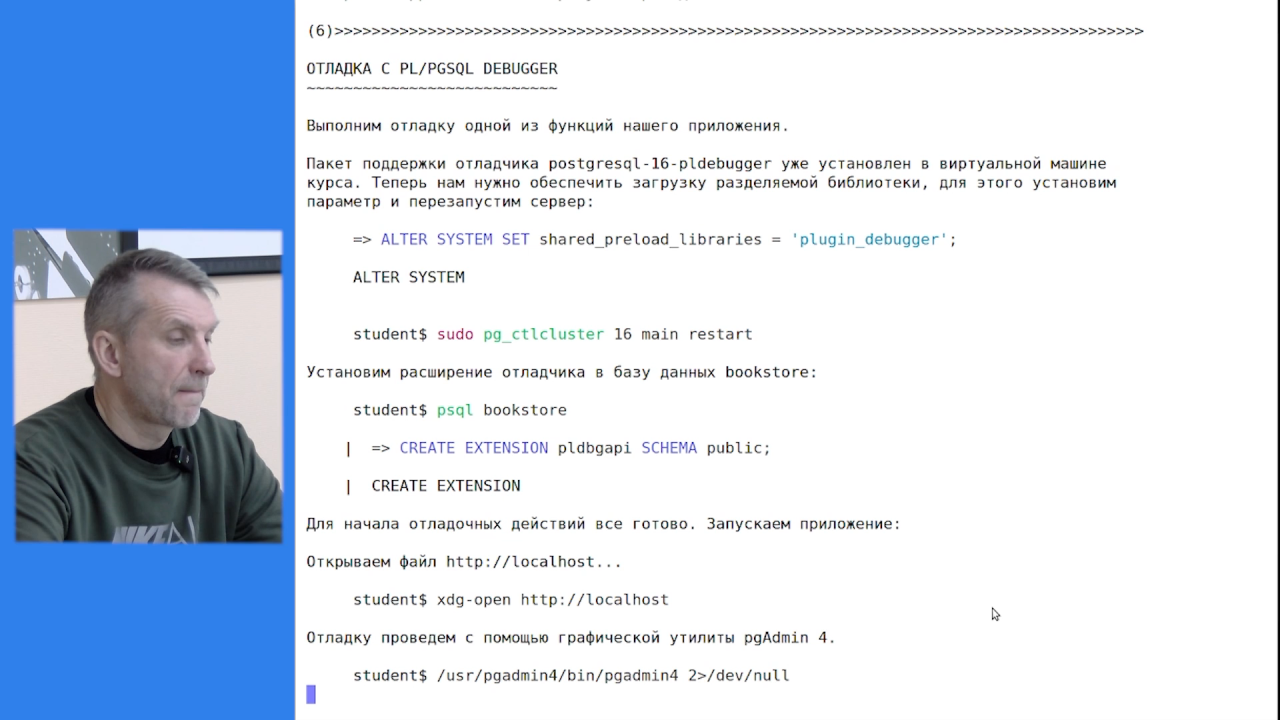 (6)>>>>>>>>>>>>>>>>>>>>>>>>>>>>>>>>>>>>>>>>>>>>>>>>>>>>>>>>>>>>>>>>>>>>>>>>>>>>>>>>>>>>>>>
ОТЛАДКА С PL/PGSQL DEBUGGER
~~~~~~~~~~~~~~~~~~~~~~~~~~~
Выполним отладку одной из функций нашего приложения.
Пакет поддержки отладчика postgresql-16-pldebugger уже установлен в виртуальной машине
курса. Теперь нам нужно обеспечить загрузку разделяемой библиотеки, для этого установим
параметр и перезапустим сервер:
=> ALTER SYSTEM SET shared_preload_libraries = 'plugin_debugger';
ALTER SYSTEM
student$ sudo pg_ctlcluster 16 main restart
Установим расширение отладчика в базу данных bookstore:
student$ psql bookstore
| => CREATE EXTENSION pldbgapi SCHEMA public;
| CREATE EXTENSION
Для начала отладочных действий все готово. Запускаем приложение:
Открываем файл http://localhost...
student$ xdg-open http://localhost
Отладку проведем с помощью графической утилиты pgAdmin 4.
student$ /usr/pgadmin4/bin/pgadmin4 2>/dev/null
NIKE